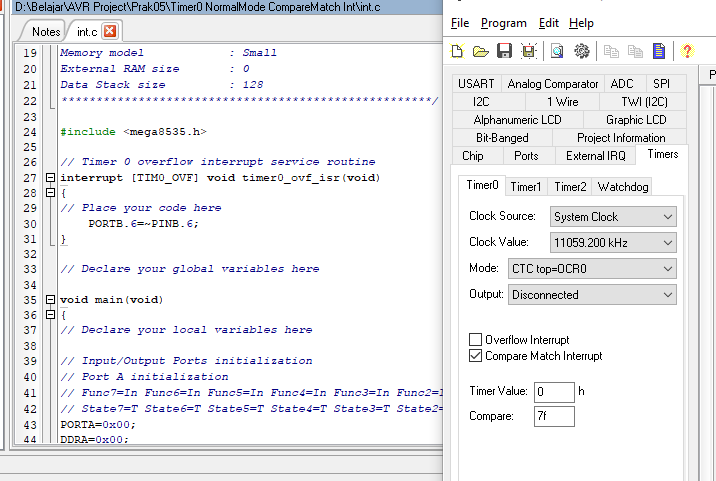 D:\Belajar\AVR Project\Prak05\Timer0 NormalMode CompareMatch Int\int.c
Notes int.c
19 Memory model : Small
20 External RAM size : 0
21 Data Stack size : 128
22 *****************************************************/
23
24 #include <mega8535.h>
25
26 // Timer 0 overflow interrupt service routine
27 interrupt [TIM0_OVF] void timer0_ovf_isr(void)
28 {
29 // Place your code here
30 PORTB.6=~PINB.6;
31 }
32
33 // Declare your global variables here
34
35 void main(void)
36 {
37 // Declare your local variables here
38
39 // Input/Output Ports initialization
40 // Port A initialization
41 // Func7=In Func6=In Func5=In Func4=In Func3=In Func2=
42 // State7=T State6=T State5=T State4=T State3=T State2=
43 PORTA=0x00;
44 DDRA=0x00;
File Program Edit Help
USART Analog Comparator ADC SPI
I2C 1 Wire TWI (I2C)
Alphanumeric LCD Graphic LCD
Bit-Banged Project Information
Chip Ports External IRQ Timers
Timer0 Timer1 Timer2 Watchdog
Clock Source: System Clock
Clock Value: 11059.200 kHz
Mode: CTC top=OCR0
Output: Disconnected
Overflow Interrupt
Compare Match Interrupt
Timer Value: 0 h
Compare: 7f
P